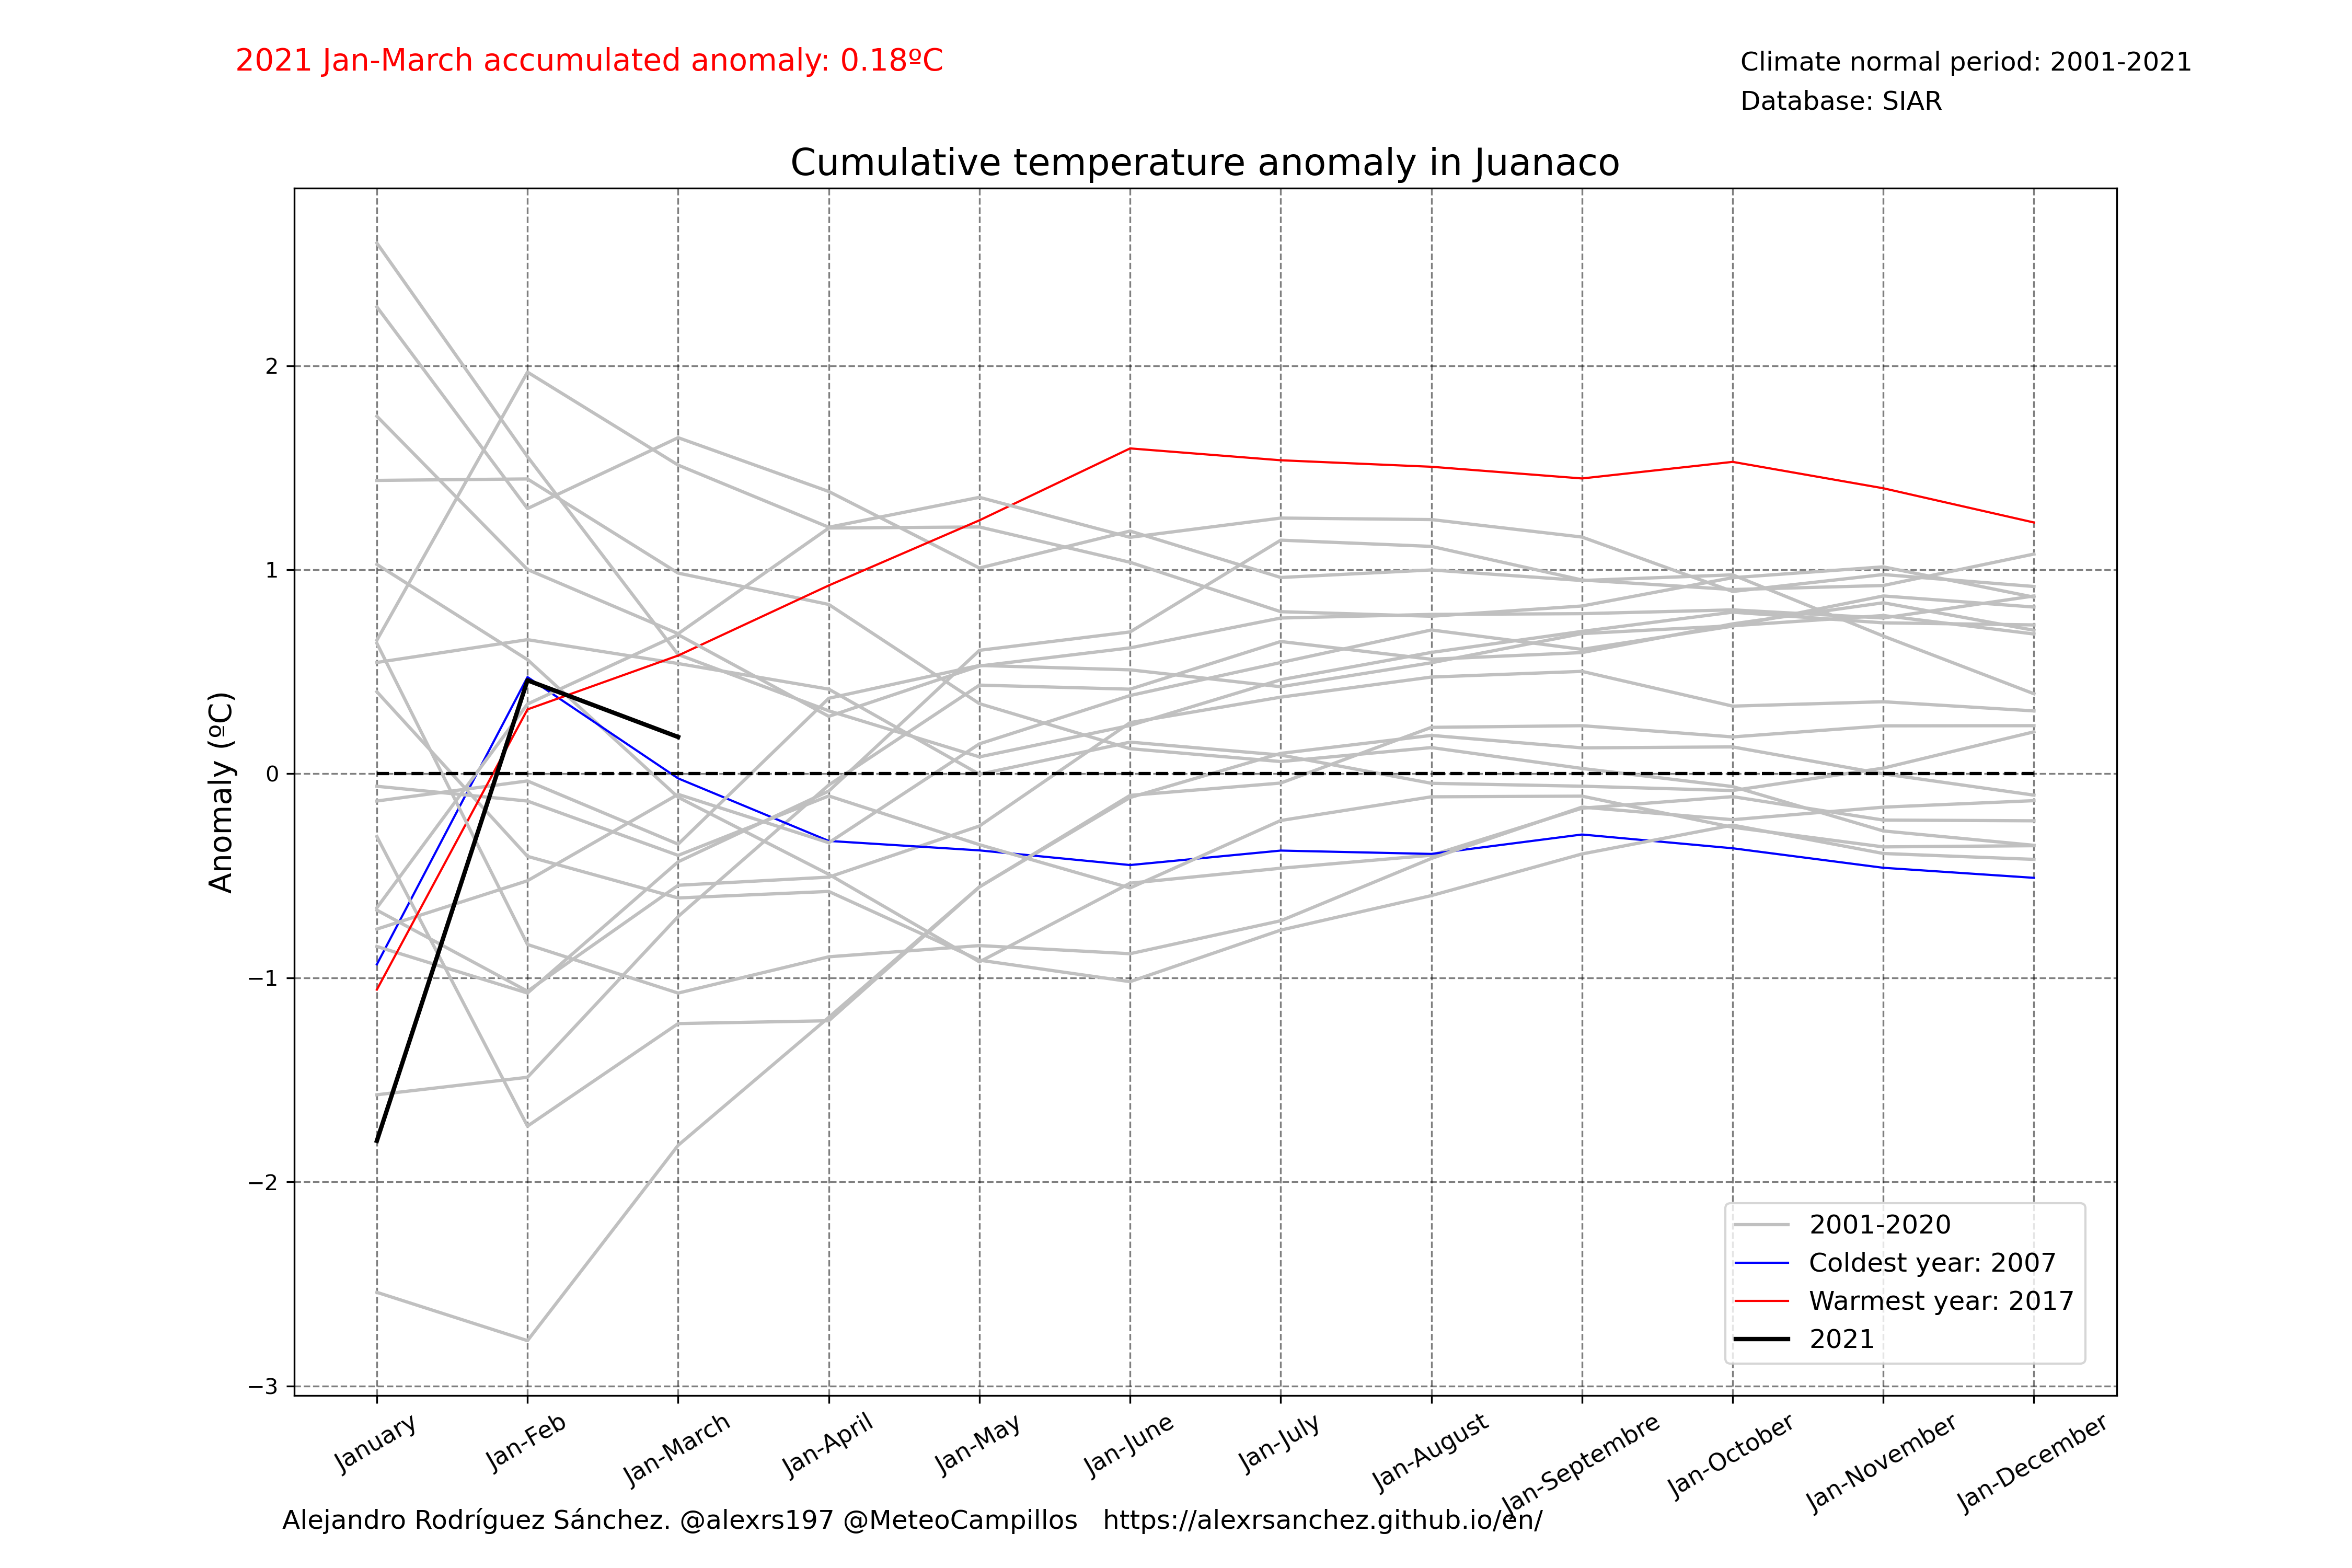 2021 Jan-March accumulated anomaly: 0.18ºC
Climate normal period: 2001-2021
Database: SIAR
Cumulative temperature anomaly in Juanaco
Anomaly (ºC)
2
1
0
−1
−2
−3
2001-2020
Coldest year: 2007
Warmest year: 2017
2021
January
Jan-Feb
Jan-March
Jan-April
Jan-May
Jan-June
Jan-July
Jan-August
Jan-Septembre
Jan-October
Jan-November
Jan-December
Alejandro Rodríguez Sánchez. @alexrs197 @MeteoCampillos   https://alexrsanchez.github.io/en/